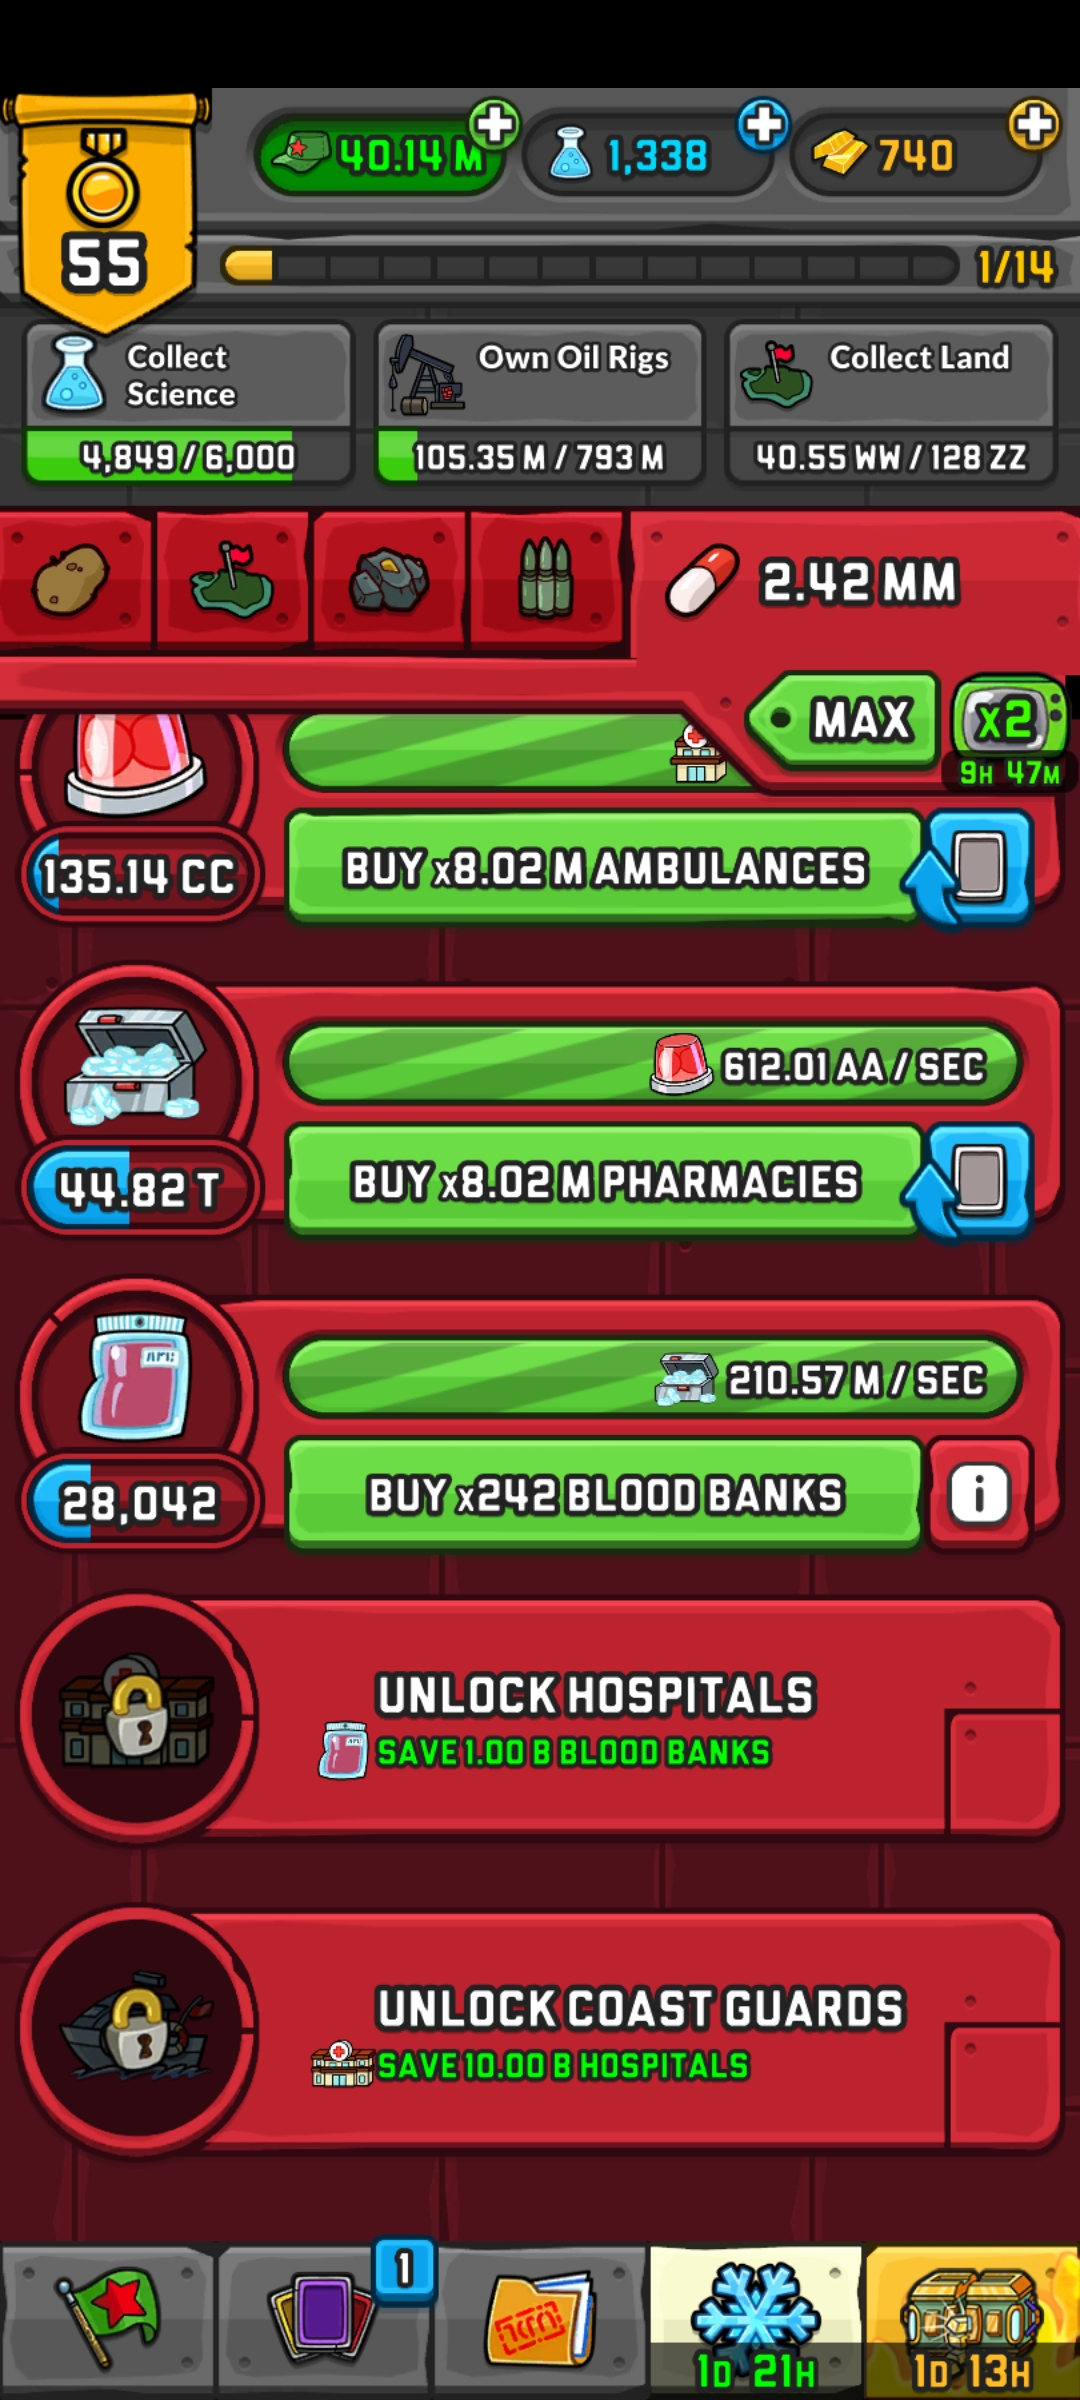 40.14 M
1,338
740
55
1/14
Collect
Science
4,849 / 6,000
Own Oil Rigs
105.35 M / 793 M
Collect Land
40.55 WW / 128 ZZ
2.42 MM
MAX
x2
9H 47M
135.14 CC
BUY x8.02 M AMBULANCES
612.01 AA / SEC
44.82 T
BUY x8.02 M PHARMACIES
210.57 M / SEC
28,042
BUY x242 BLOOD BANKS
i
UNLOCK HOSPITALS
SAVE 1.00 B BLOOD BANKS
UNLOCK COAST GUARDS
SAVE 10.00 B HOSPITALS
1
1D 21H
1D 13H